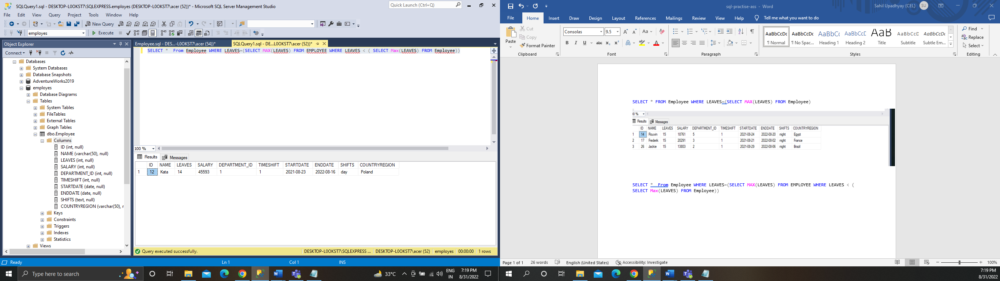 SQLQuery1.sql - DESKTOP-L0OKST7\SQLEXPRESS.employes (DESKTOP-L0OKST7\acer (52))* - Microsoft SQL Server Management Studio
Quick Launch (Ctrl+Q)
File Edit View Query Project Tools Window Help
New Query
employes
Execute
Object Explorer
Connect
Databases
System Databases
Database Snapshots
AdventureWorks2019
employes
Database Diagrams
Tables
System Tables
FileTables
External Tables
Graph Tables
dbo.Employee
Columns
ID (int, null)
NAME (varchar(50), null)
LEAVES (int, null)
SALARY (int, null)
DEPARTMENT_ID (int, null)
TIMESHIFT (int, null)
STARTDATE (date, null)
ENDDATE (date, null)
SHIFTS (text, null)
COUNTRYREGION (varchar(50), r
Keys
Constraints
Triggers
Indexes
Statistics
Views
Employee.sql - DES...-L0OKST7\acer (54))*
SQLQuery1.sql - DE...L0OKST7\acer (52))*
SELECT * From Employee WHERE LEAVES=(SELECT MAX(LEAVES) FROM EMPLOYEE WHERE LEAVES < ( SELECT Max(LEAVES) FROM Employee))
100 %
Results Messages
ID NAME LEAVES SALARY DEPARTMENT_ID TIMESHIFT STARTDATE ENDDATE SHIFTS COUNTRYREGION
1 12 Kata 14 45593 1 1 2021-08-23 2022-08-16 day Poland
Query executed successfully.
DESKTOP-L0OKST7\SQLEXPRESS ... DESKTOP-L0OKST7\acer (52) employes 00:00:00 1 rows
Ready Ln 1 Col 1 INS
Type here to search
33°C
ENG
IN
7:19 PM
8/31/2022
sql-practise-ass - Word
Sahil Upadhyay (CEL)
SU
File Home Insert Draw Design Layout References Mailings Review View Help Tell me what you want to do
Paste
Cut
Copy
Format Painter
Clipboard
Consolas 9.5
Font
Paragraph
AaBbCcDc AaBbCcDc AaBbCc AaBbCcD AaB AaBbCcD AaBbCcDc
¶ Normal ¶ No Spac... Heading 1 Heading 2 Title Subtitle Subtle Em...
Styles
Find
Replace
Select
Editing
SELECT * FROM Employee WHERE LEAVES=(SELECT MAX(LEAVES) FROM Employee)
Results Messages
ID NAME LEAVES SALARY DEPARTMENT_ID TIMESHIFT STARTDATE ENDDATE SHIFTS COUNTRYREGION
1 14 Rouvin 15 18761 5 1 2021-08-24 2022-08-20 night Egypt
2 17 Frederik 15 20291 3 1 2021-08-21 2022-08-02 night France
3 26 Jackie 15 13803 2 1 2021-08-29 2022-08-06 night Brazil
SELECT * From Employee WHERE LEAVES=(SELECT MAX(LEAVES) FROM EMPLOYEE WHERE LEAVES < (
SELECT Max(LEAVES) FROM Employee))
Page 1 of 1 26 words English (United States) Accessibility: Investigate
100%
7:19 PM
8/31/2022